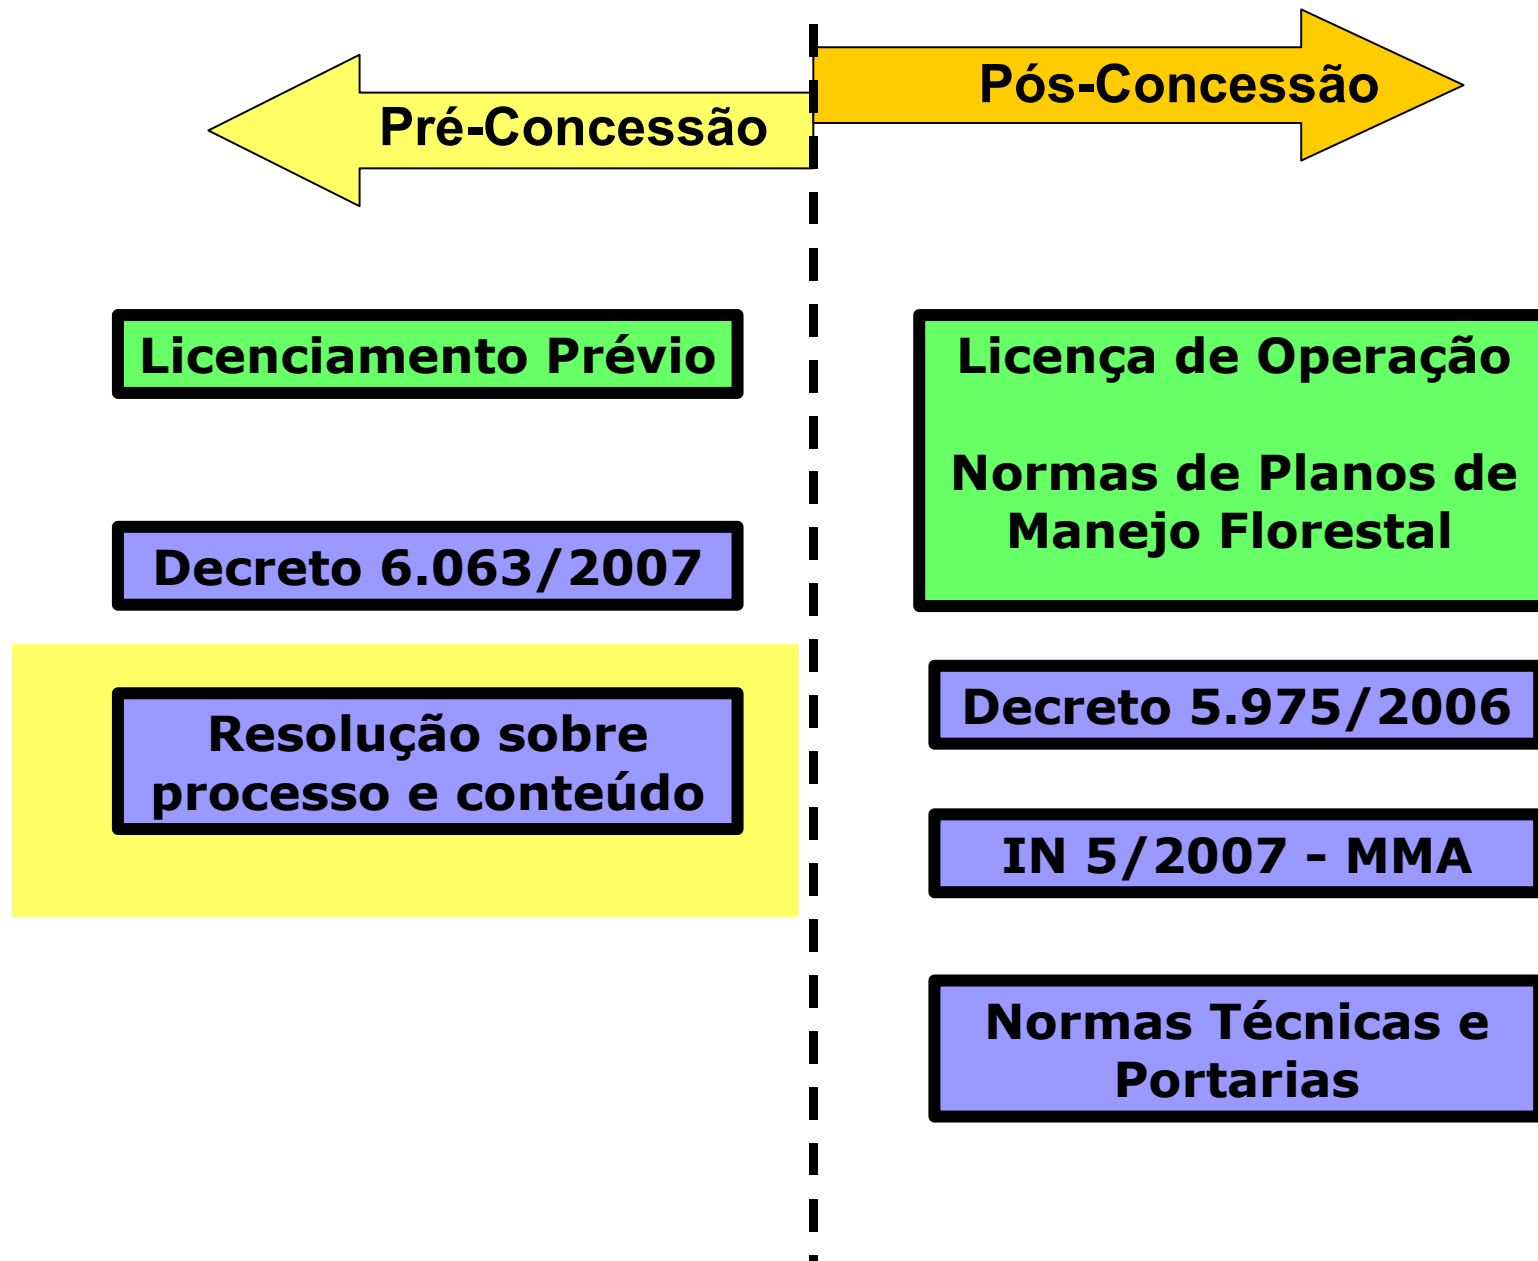 Pré-Concessão
Pós-Concessão
Licenciamento Prévio
Decreto 6.063/2007
Resolução sobre
processo e conteúdo
Licença de Operação
Normas de Planos de
Manejo Florestal
Decreto 5.975/2006
IN 5/2007 - MMA
Normas Técnicas e
Portarias